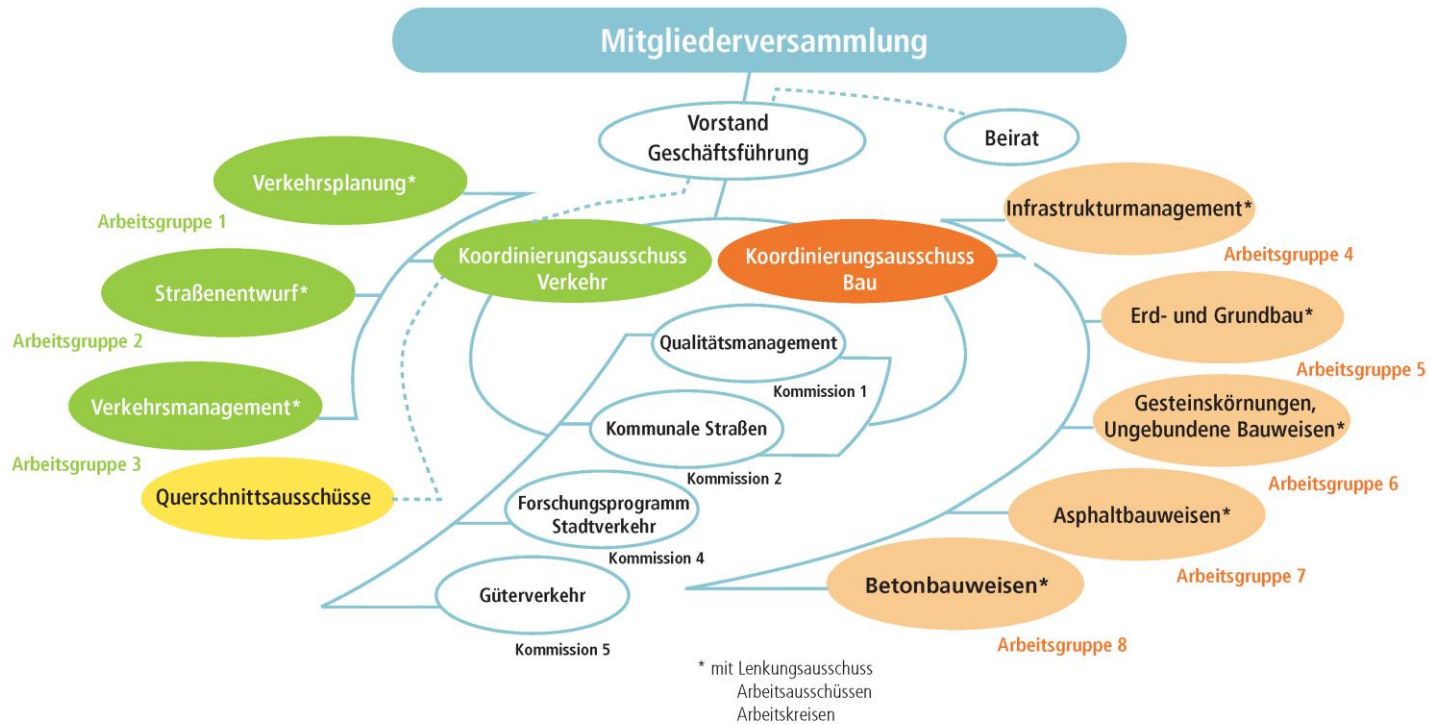 Mitgliederversammlung
Vorstand
Geschäftsführung
Beirat
Verkehrsplanung*
Arbeitsgruppe 1
Straßenentwurf*
Arbeitsgruppe 2
Verkehrsmanagement*
Arbeitsgruppe 3
Querschnittsausschüsse
Koordinierungsausschuss
Verkehr
Koordinierungsausschuss
Bau
Qualitätsmanagement
Kommission 1
Kommunale Straßen
Kommission 2
Forschungsprogramm
Stadtverkehr
Kommission 4
Güterverkehr
Kommission 5
Infrastrukturmanagement*
Arbeitsgruppe 4
Erd- und Grundbau*
Arbeitsgruppe 5
Gesteinskörnungen,
Ungebundene Bauweisen*
Arbeitsgruppe 6
Asphaltbauweisen*
Arbeitsgruppe 7
Betonbauweisen*
Arbeitsgruppe 8
* mit Lenkungsausschuss
Arbeitsausschüssen
Arbeitskreisen